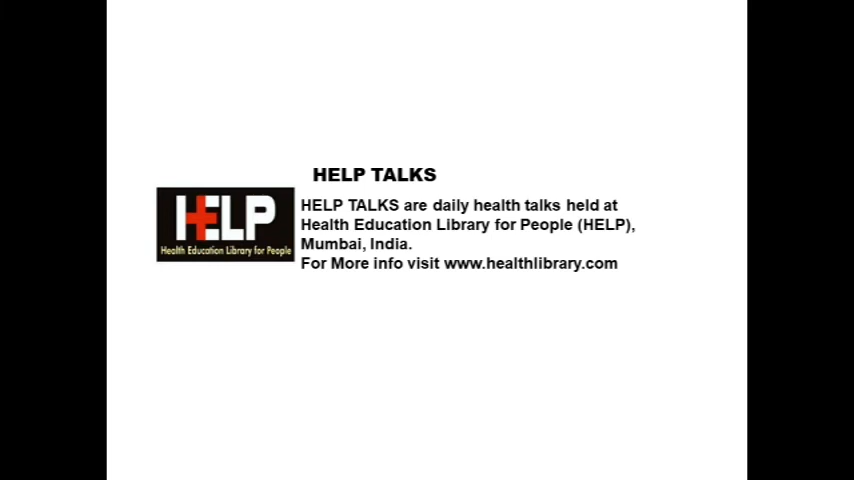 HELP TALKS
HELP
Health Education Library for People
HELP TALKS are daily health talks held at
Health Education Library for People (HELP),
Mumbai, India.
For More info visit www.healthlibrary.com